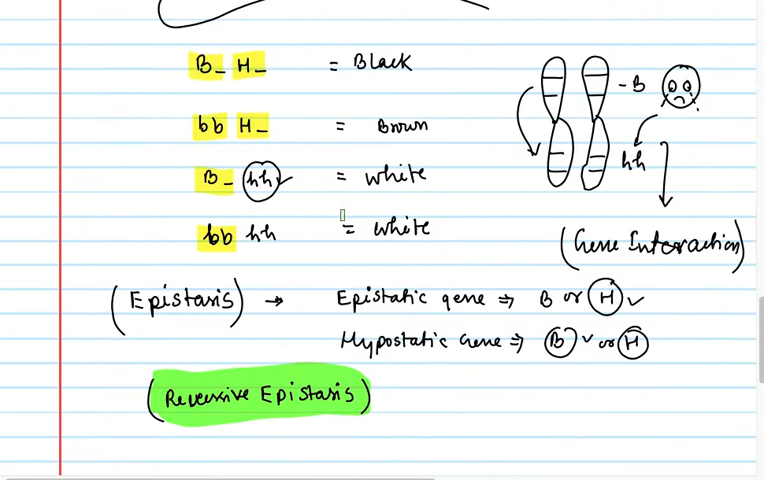 B_ H_ = Black
- B
bb H_ = Brown
hh
B_ hh = white
bb hh = white
(Gene Interaction)
(Epistasis) → Epistatic gene ⇒ B or H ✓
Hypostatic Gene ⇒ B ✓ or H
(Recessive Epistasis)